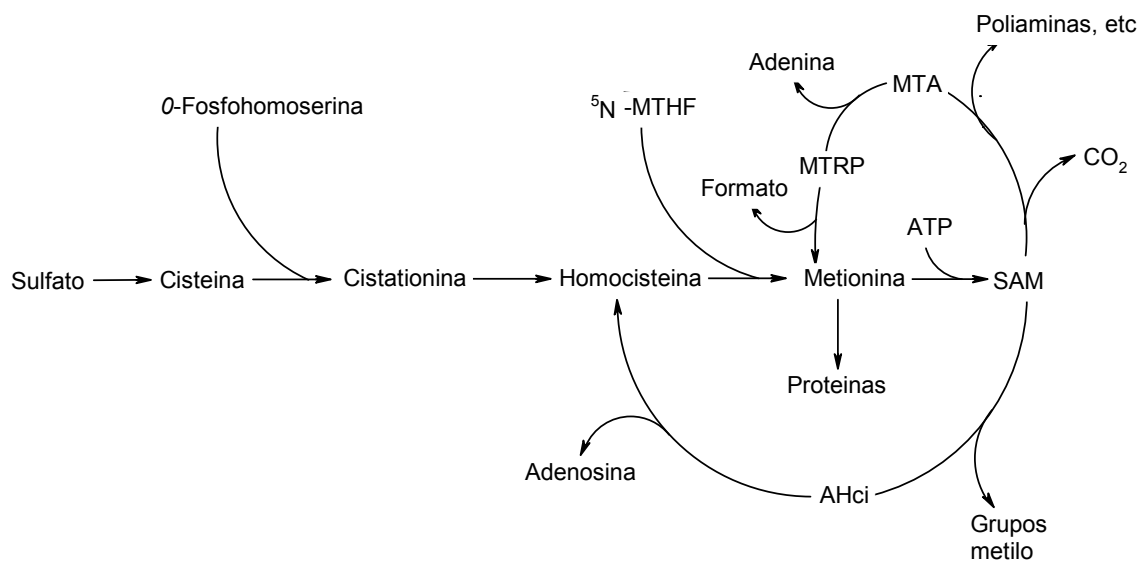 Poliaminas, etc
Adenina
MTA
O-Fosfohomoserina
⁵N -MTHF
MTRP
CO₂
Formato
ATP
Sulfato
Cisteina
Cistationina
Homocisteina
Metionina
SAM
Proteinas
Adenosina
AHci
Grupos
metilo